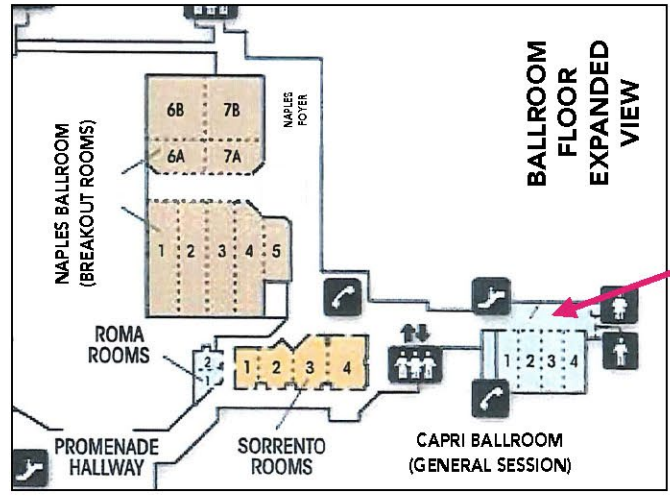 BALLROOM
FLOOR
EXPANDED
VIEW
NAPLES BALLROOM
(BREAKOUT ROOMS)
6B
7B
6A
7A
NAPLES
FOYER
1
2
3
4
5
ROMA
ROOMS
2
1
1
2
3
4
1
2
3
4
PROMENADE
HALLWAY
SORRENTO
ROOMS
CAPRI BALLROOM
(GENERAL SESSION)